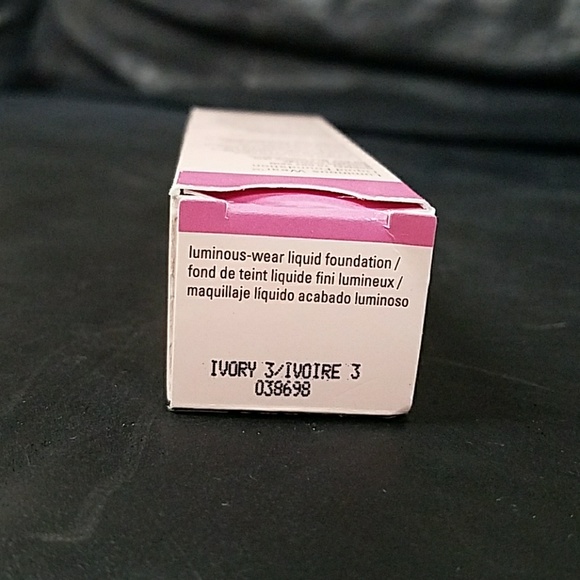 luminous-wear liquid foundation /
fond de teint liquide fini lumineux /
maquillaje líquido acabado luminoso
IVORY 3/IVOIRE 3
038698